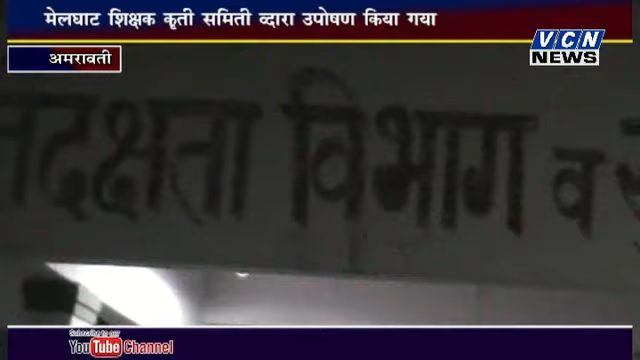 मेलघाट शिक्षक कृती समिती व्दारा उपोषण किया गया
अमरावती
VCN
NEWS
दक्षता विभाग व
Subscribe to our
YouTube Channel